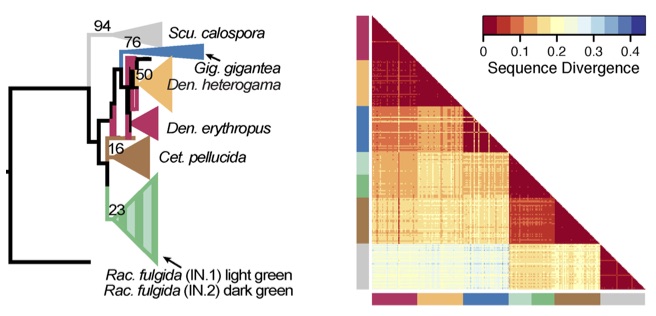 94
Scu. calospora
76
Gig. gigantea
50
Den. heterogama
Den. erythropus
16
Cet. pellucida
23
Rac. fulgida (IN.1) light green
Rac. fulgida (IN.2) dark green
0 0.1 0.2 0.3 0.4
Sequence Divergence